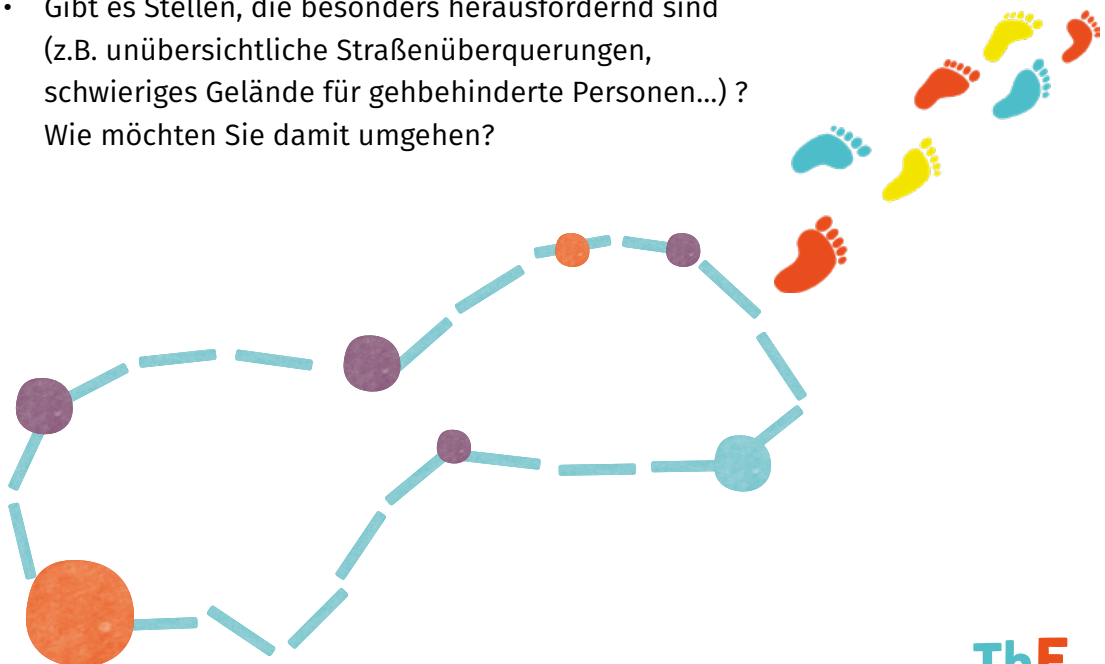 • Gibt es Stellen, die besonders herausfordernd sind
(z.B. unübersichtliche Straßenüberquerungen,
schwieriges Gelände für gehbehinderte Personen...) ?
Wie möchten Sie damit umgehen?